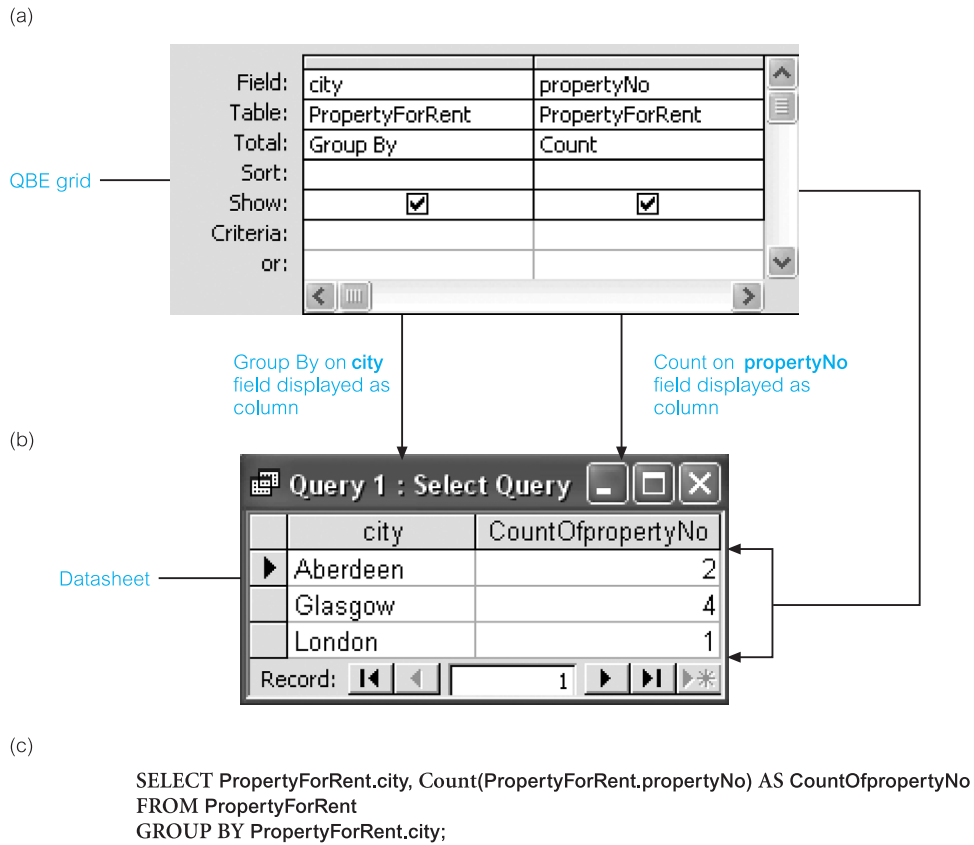 (a)
Field: city propertyNo
Table: PropertyForRent PropertyForRent
Total: Group By Count
Sort:
QBE grid
Show:
Criteria:
or:
Group By on city
field displayed as
column
Count on propertyNo
field displayed as
column
(b)
Query 1 : Select Query
city CountOfpropertyNo
Datasheet
Aberdeen 2
Glasgow 4
London 1
Record: 1
(c)
SELECT PropertyForRent.city, Count(PropertyForRent.propertyNo) AS CountOfpropertyNo
FROM PropertyForRent
GROUP BY PropertyForRent.city;